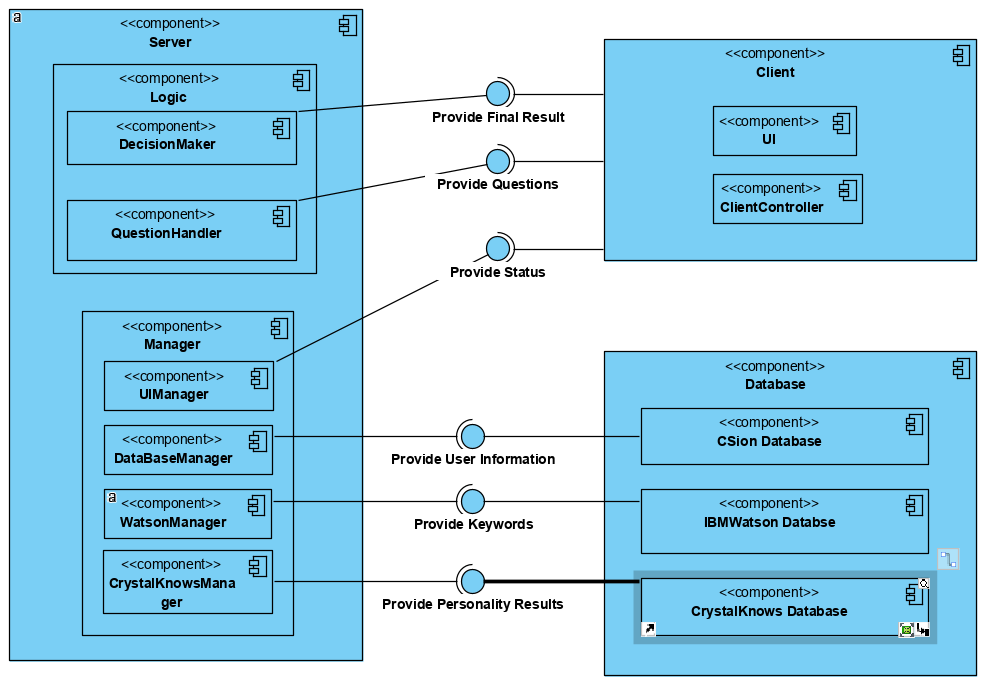 a
<<component>>
Server
<<component>>
Logic
<<component>>
DecisionMaker
<<component>>
QuestionHandler
<<component>>
Manager
<<component>>
UIManager
<<component>>
DataBaseManager
a
<<component>>
WatsonManager
<<component>>
CrystalKnowsMana
ger
Provide Final Result
Provide Questions
Provide Status
Provide User Information
Provide Keywords
Provide Personality Results
<<component>>
Client
<<component>>
UI
<<component>>
ClientController
<<component>>
Database
<<component>>
CSion Database
<<component>>
IBMWatson Databse
<<component>>
CrystalKnows Database